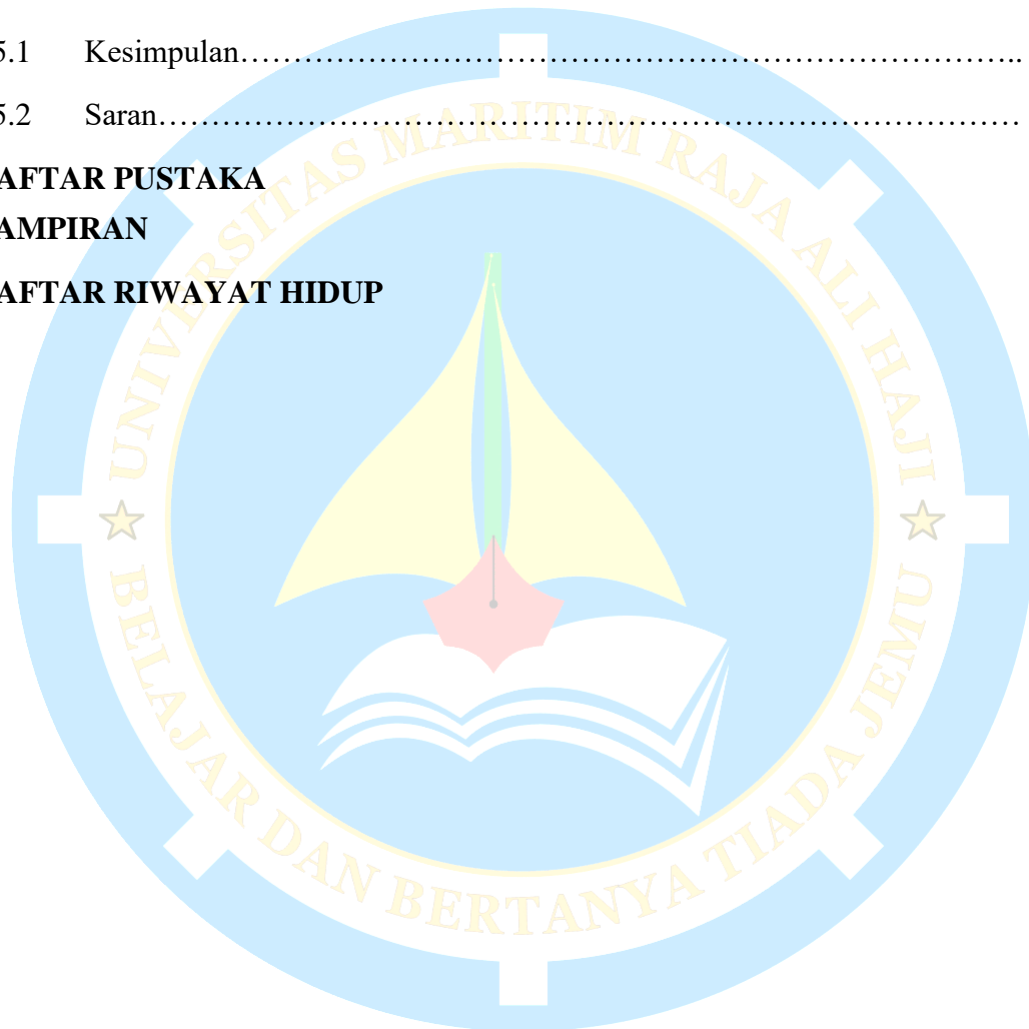 5.1 Kesimpulan…………………………………………………………………..
5.2 Saran…………………………………………………………………………
AFTAR PUSTAKA
AMPIRAN
AFTAR RIWAYAT HIDUP
UNIVERSITAS MARITIM RAJA ALI HAJI
BELAJAR DAN BERTANYA TIADA JEMU